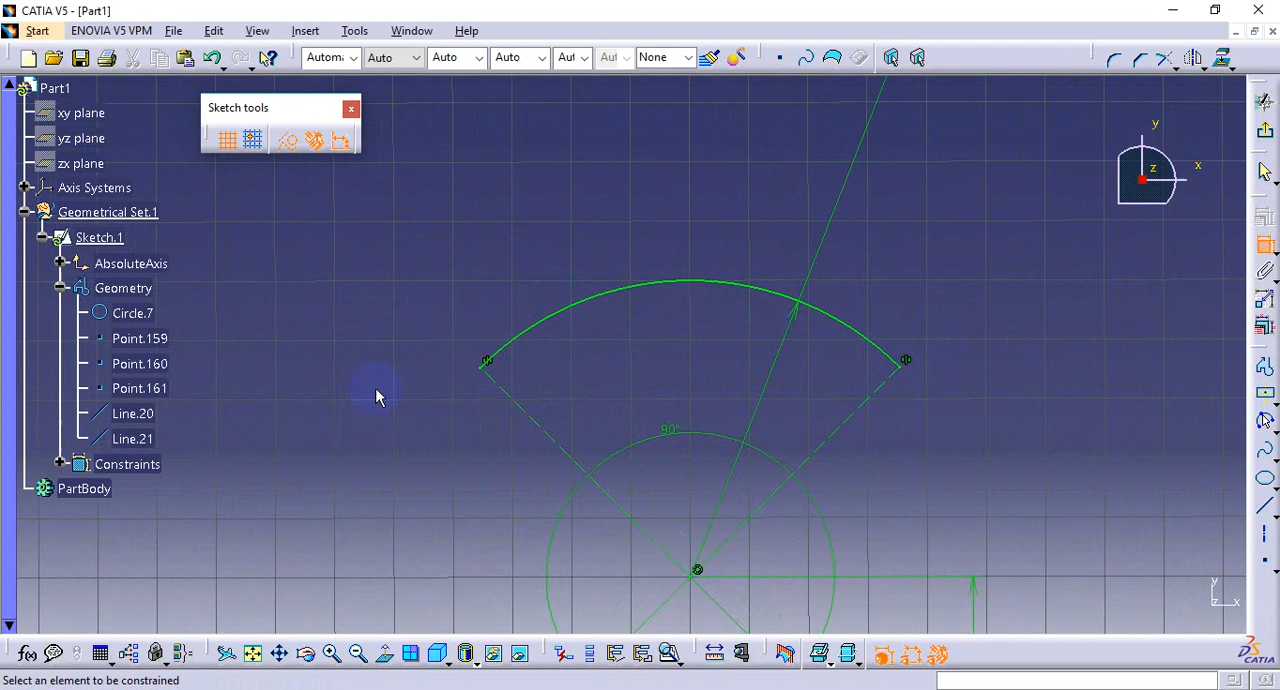 CATIA V5 - [Part1]
Start ENOVIA V5 VPM File Edit View Insert Tools Window Help
Auto Auto Auto Aut None
Part1
xy plane
yz plane
zx plane
Axis Systems
Geometrical Set.1
Sketch.1
AbsoluteAxis
Geometry
Circle.7
Point.159
Point.160
Point.161
Line.20
Line.21
Constraints
PartBody
Sketch tools
90°
y
x
z
y
z x
f(x)
CATIA
Select an element to be constrained